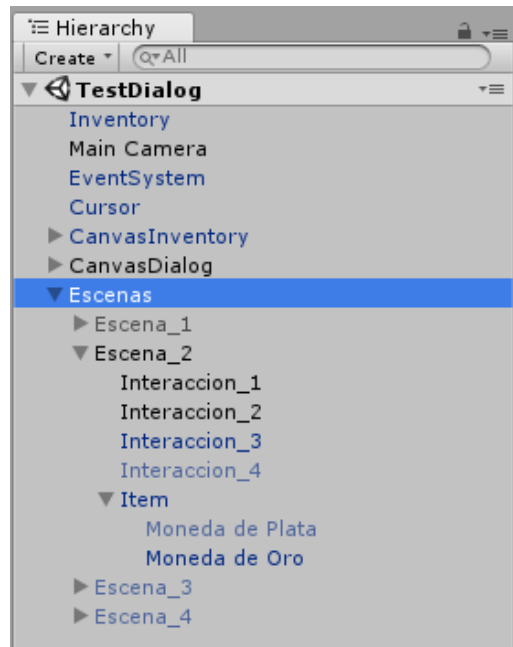 Hierarchy
Create All
TestDialog
Inventory
Main Camera
EventSystem
Cursor
CanvasInventory
CanvasDialog
Escenas
Escena_1
Escena_2
Interaccion_1
Interaccion_2
Interaccion_3
Interaccion_4
Item
Moneda de Plata
Moneda de Oro
Escena_3
Escena_4